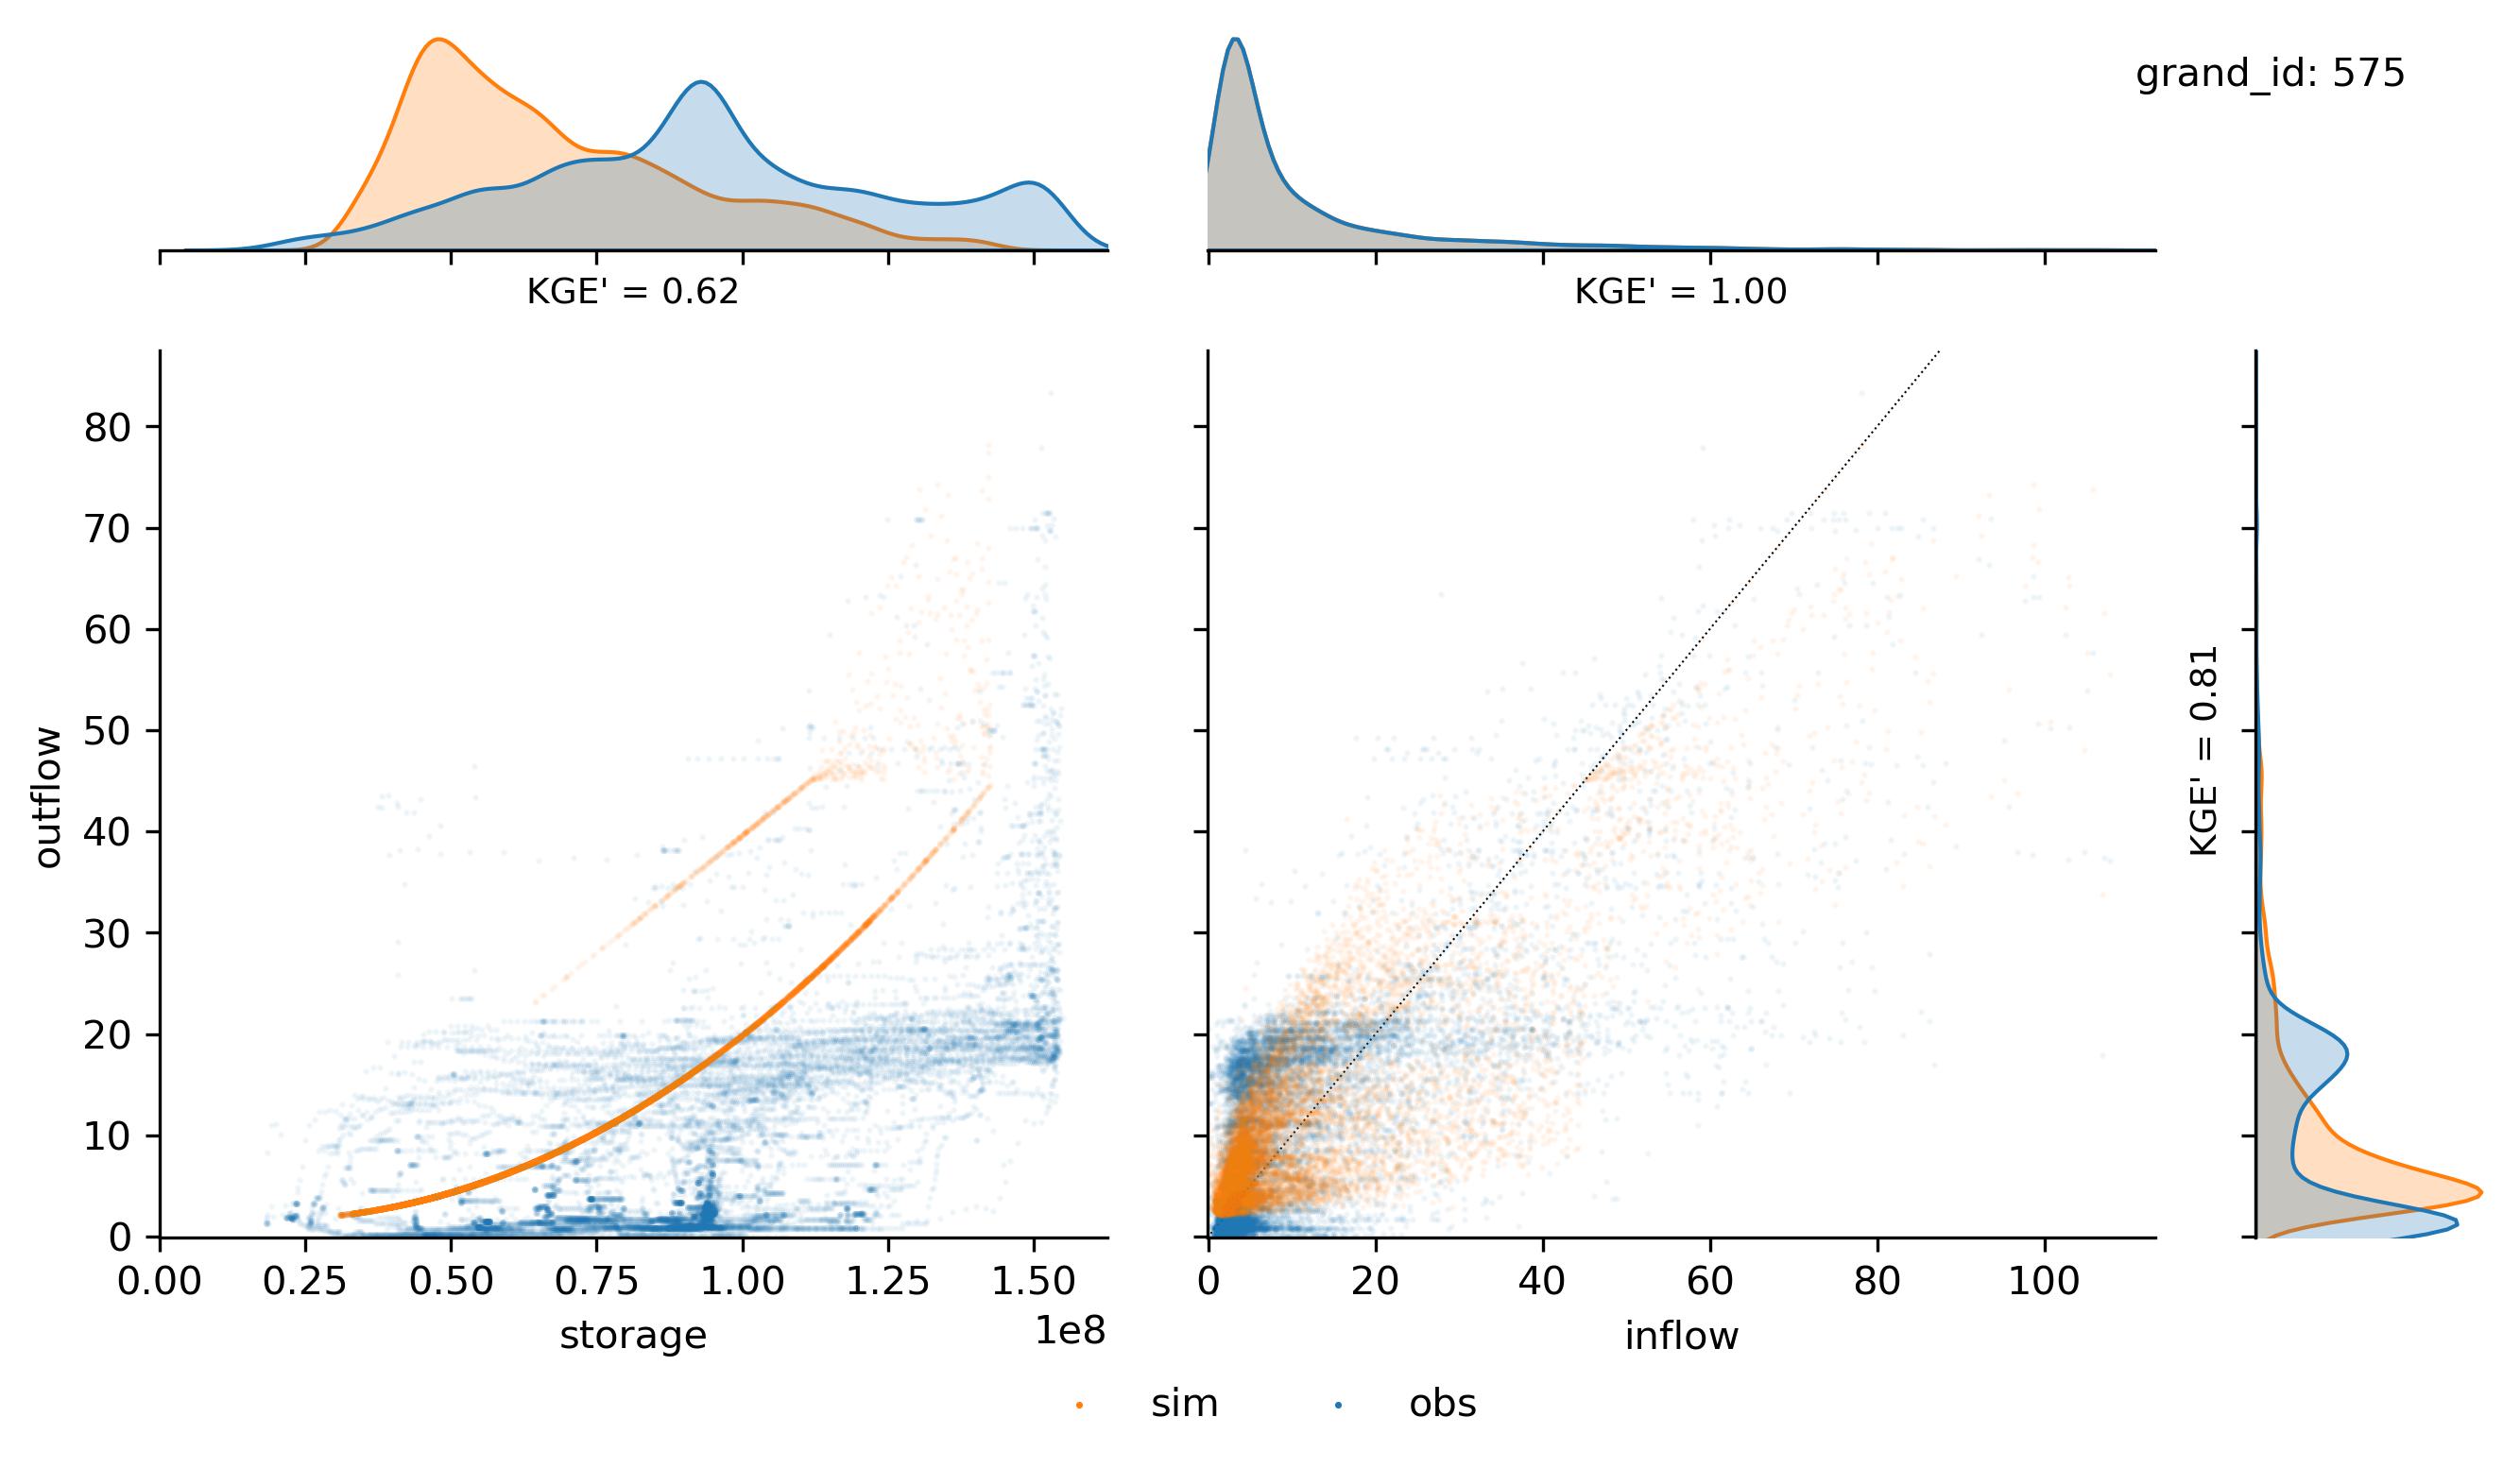 grand_id: 575
KGE' = 0.62
KGE' = 1.00
outflow
80
70
60
50
40
30
20
10
0
KGE' = 0.81
0.00 0.25 0.50 0.75 1.00 1.25 1.50
1e8
storage
0 20 40 60 80 100
inflow
sim obs